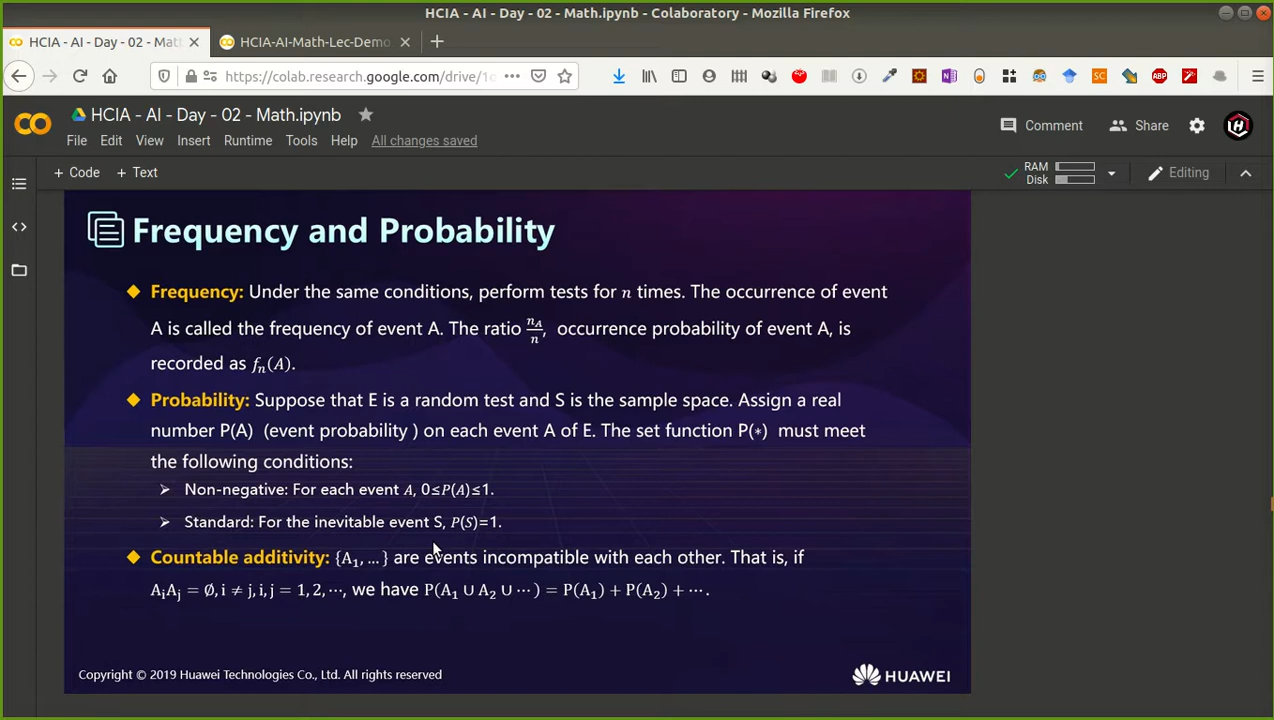 HCIA - AI - Day - 02 - Math.ipynb - Colaboratory - Mozilla Firefox
HCIA - AI - Day - 02 - Mat
HCIA-AI-Math-Lec-Demo
https://colab.research.google.com/drive/1
HCIA - AI - Day - 02 - Math.ipynb
Comment
Share
File Edit View Insert Runtime Tools Help All changes saved
+ Code + Text
RAM
Disk
Editing
Frequency and Probability
Frequency: Under the same conditions, perform tests for n times. The occurrence of event
A is called the frequency of event A. The ratio n_A/n, occurrence probability of event A, is
recorded as fₙ(A).
Probability: Suppose that E is a random test and S is the sample space. Assign a real
number P(A) (event probability ) on each event A of E. The set function P(*) must meet
the following conditions:
Non-negative: For each event A, 0≤P(A)≤1.
Standard: For the inevitable event S, P(S)=1.
Countable additivity: {A₁, ...} are events incompatible with each other. That is, if
AᵢAⱼ = Ø, i ≠ j, i, j = 1, 2, ⋯, we have P(A₁ ∪ A₂ ∪ ⋯) = P(A₁) + P(A₂) + ⋯.
Copyright © 2019 Huawei Technologies Co., Ltd. All rights reserved
HUAWEI